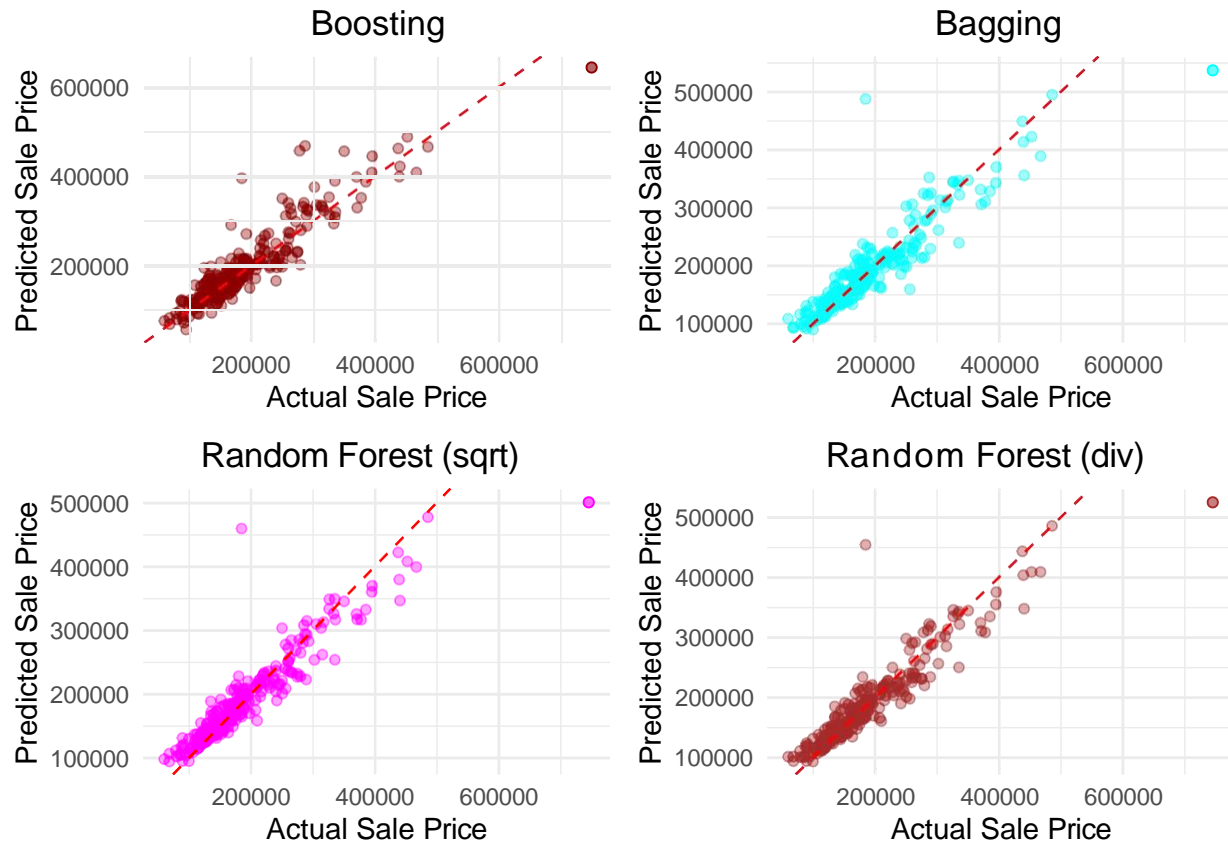 Boosting
Predicted Sale Price
600000
400000
200000
200000 400000 600000
Actual Sale Price
Bagging
Predicted Sale Price
500000
400000
300000
200000
100000
200000 400000 600000
Actual Sale Price
Random Forest (sqrt)
Predicted Sale Price
500000
400000
300000
200000
100000
200000 400000 600000
Actual Sale Price
Random Forest (div)
Predicted Sale Price
500000
400000
300000
200000
100000
200000 400000 600000
Actual Sale Price